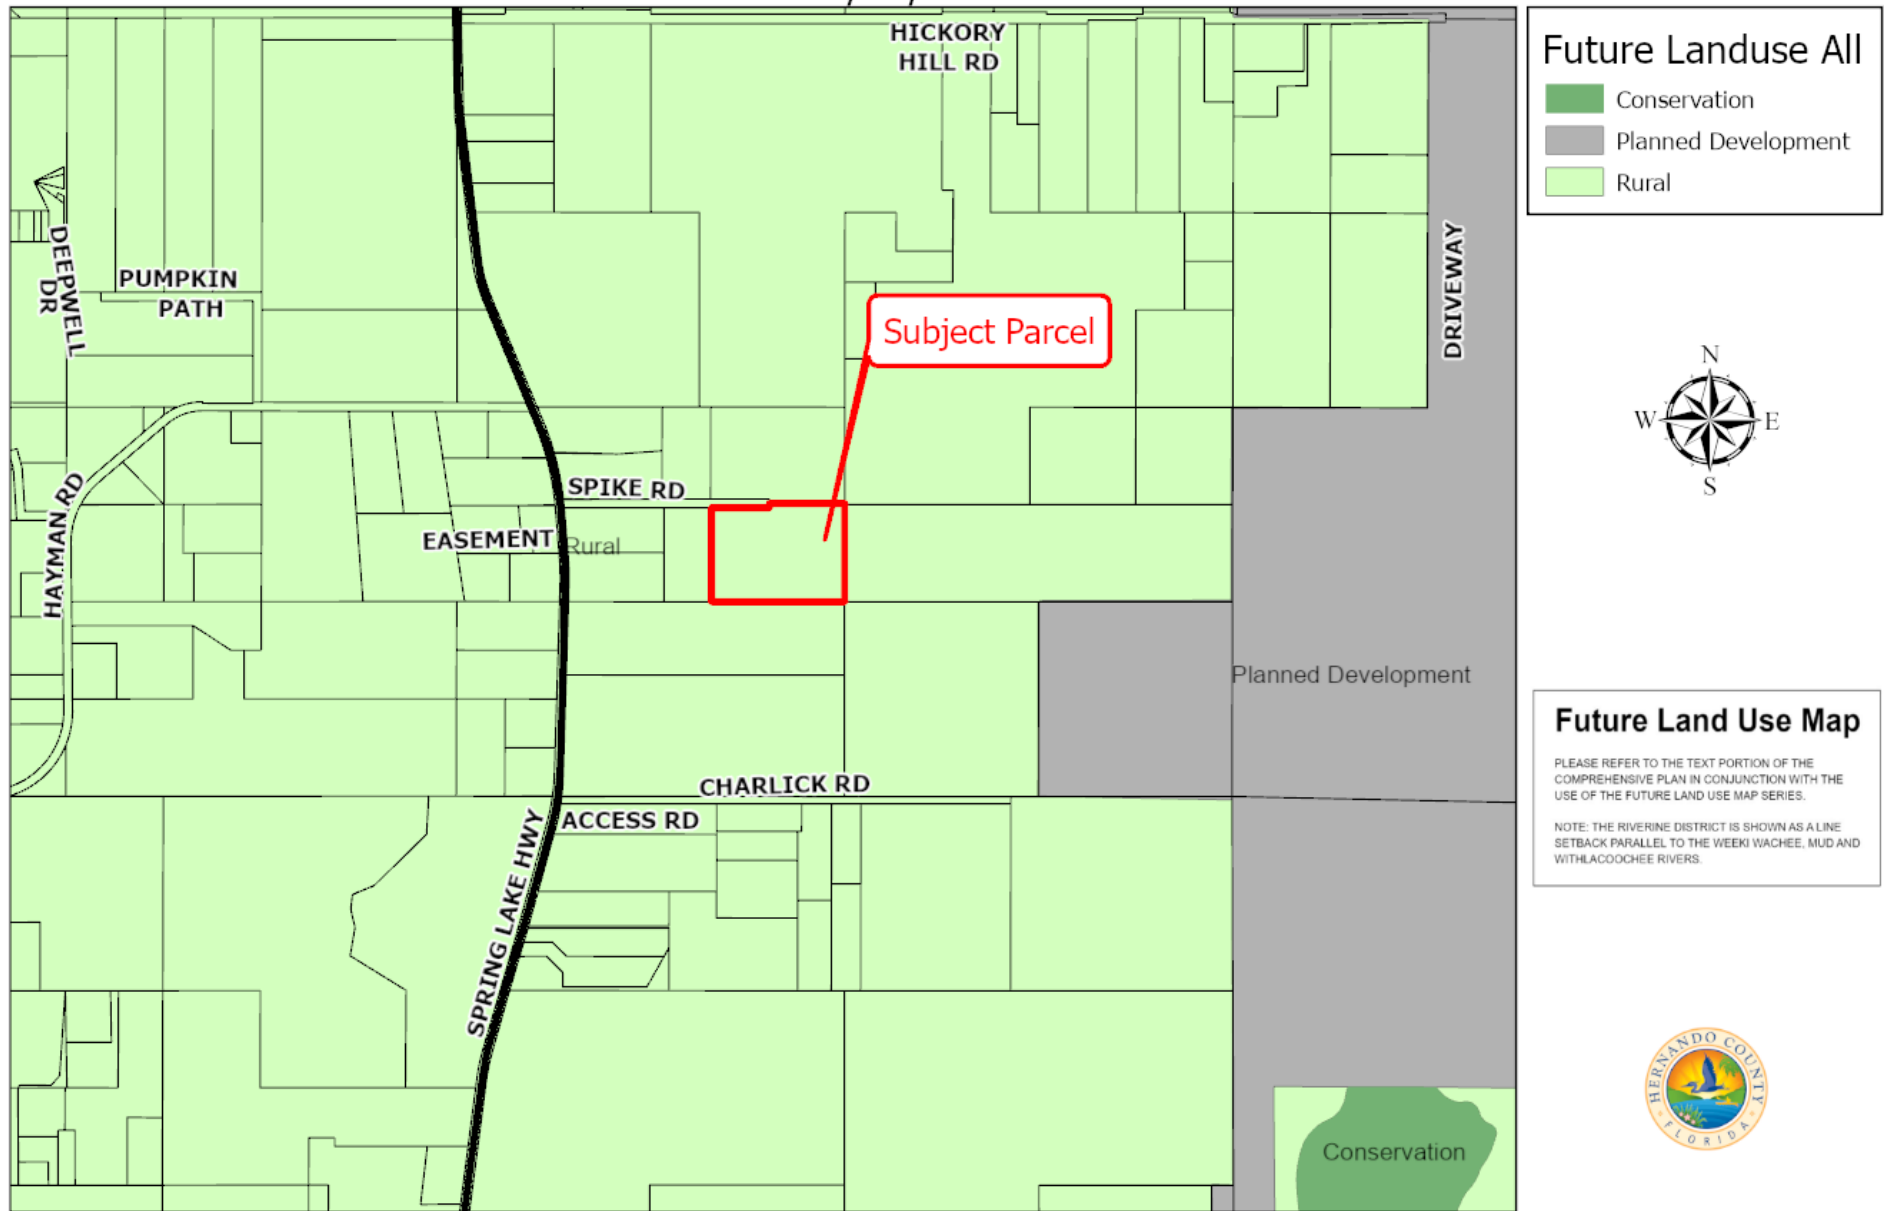 HICKORY
HILL RD
DEEPWELL
DR
PUMPKIN
PATH
Subject Parcel
DRIVEWAY
HAYMAN RD
SPIKE RD
EASEMENT
Rural
Planned Development
CHARLICK RD
ACCESS RD
SPRING LAKE HWY
Conservation
Future Landuse All
Conservation
Planned Development
Rural
N
W
E
S
Future Land Use Map
PLEASE REFER TO THE TEXT PORTION OF THE
COMPREHENSIVE PLAN IN CONJUNCTION WITH THE
USE OF THE FUTURE LAND USE MAP SERIES.
NOTE: THE RIVERINE DISTRICT IS SHOWN AS A LINE
SETBACK PARALLEL TO THE WEEKI WACHEE, MUD AND
WITHLACOOCHEE RIVERS.
HERNANDO COUNTY
FLORIDA